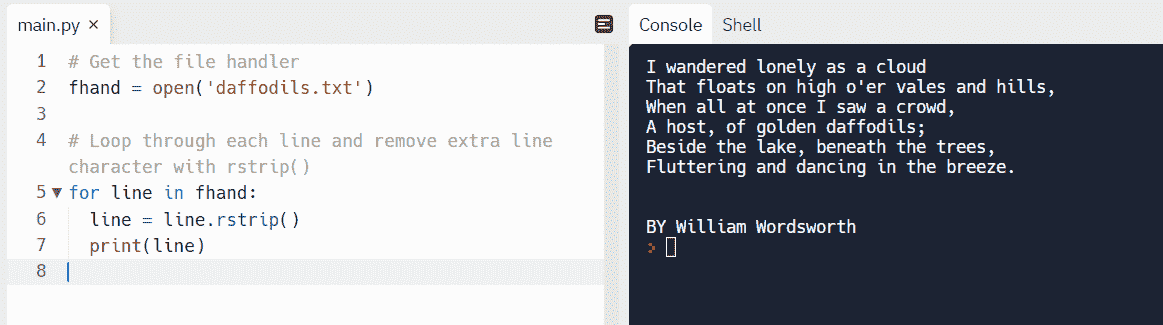 main.py ×
1 # Get the file handler
2 fhand = open('daffodils.txt')
3
4 # Loop through each line and remove extra line
character with rstrip()
5 for line in fhand:
6 line = line.rstrip()
7 print(line)
8
Console Shell
I wandered lonely as a cloud
That floats on high o'er vales and hills,
When all at once I saw a crowd,
A host, of golden daffodils;
Beside the lake, beneath the trees,
Fluttering and dancing in the breeze.
BY William Wordsworth
>